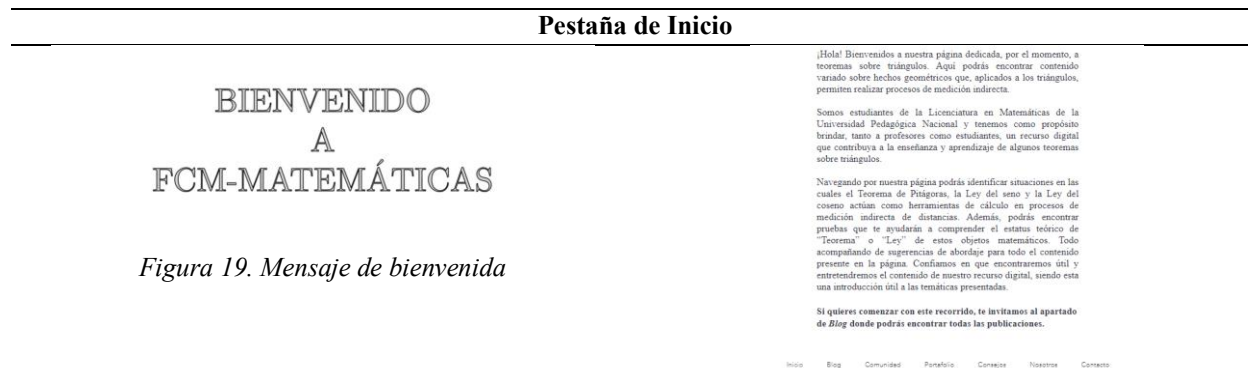 Pestaña de Inicio
BIENVENIDO
A
FCM-MATEMÁTICAS
Figura 19. Mensaje de bienvenida
¡Hola! Bienvenidos a nuestra página dedicada, por el momento, a
teoremas sobre triángulos. Aquí podrás encontrar contenido
variado sobre hechos geométricos que, aplicados a los triángulos,
permiten realizar procesos de medición indirecta.
Somos estudiantes de la Licenciatura en Matemáticas de la
Universidad Pedagógica Nacional y tenemos como propósito
brindar, tanto a profesores como estudiantes, un recurso digital
que contribuya a la enseñanza y aprendizaje de algunos teoremas
sobre triángulos.
Navegando por nuestra página podrás identificar situaciones en las
cuales el Teorema de Pitágoras, la Ley del seno y la Ley del
coseno actúan como herramientas de cálculo en procesos de
medición indirecta de distancias. Además, podrás encontrar
pruebas que te ayudarán a comprender el estatus teórico de
"Teorema" o "Ley" de estos objetos matemáticos. Todo
acompañando de sugerencias de abordaje para todo el contenido
presente en la página. Confiamos en que encontraremos útil y
entretendremos el contenido de nuestro recurso digital, siendo esta
una introducción útil a las temáticas presentadas.
Si quieres comenzar con este recorrido, te invitamos al apartado
de Blog donde podrás encontrar todas las publicaciones.
Inicio Blog Comunidad Portafolio Consejos Nosotros Contacto